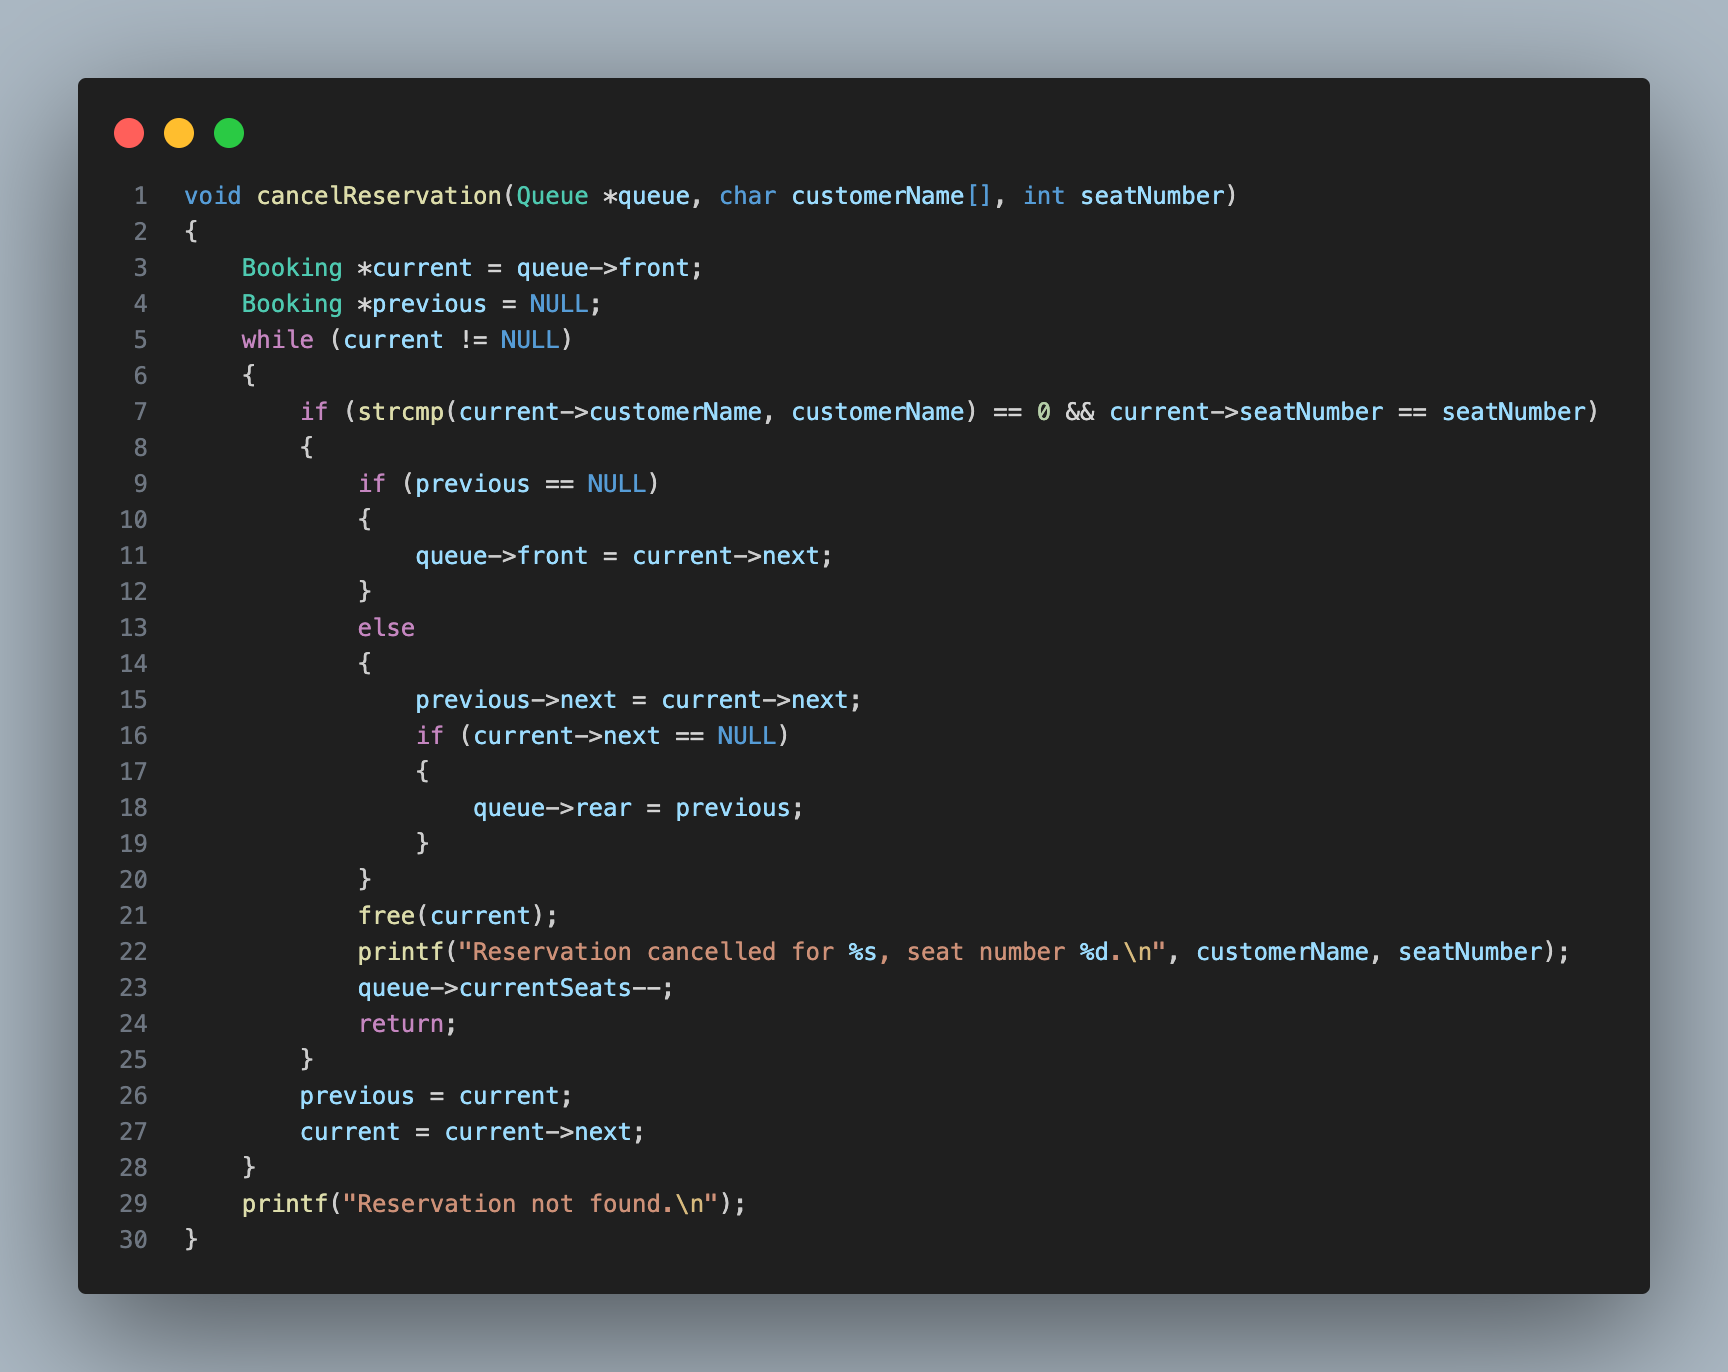 1 void cancelReservation(Queue *queue, char customerName[], int seatNumber)
2 {
3     Booking *current = queue->front;
4     Booking *previous = NULL;
5     while (current != NULL)
6     {
7         if (strcmp(current->customerName, customerName) == 0 && current->seatNumber == seatNumber)
8         {
9             if (previous == NULL)
10             {
11                 queue->front = current->next;
12             }
13             else
14             {
15                 previous->next = current->next;
16                 if (current->next == NULL)
17                 {
18                     queue->rear = previous;
19                 }
20             }
21             free(current);
22             printf("Reservation cancelled for %s, seat number %d.\n", customerName, seatNumber);
23             queue->currentSeats--;
24             return;
25         }
26         previous = current;
27         current = current->next;
28     }
29     printf("Reservation not found.\n");
30 }